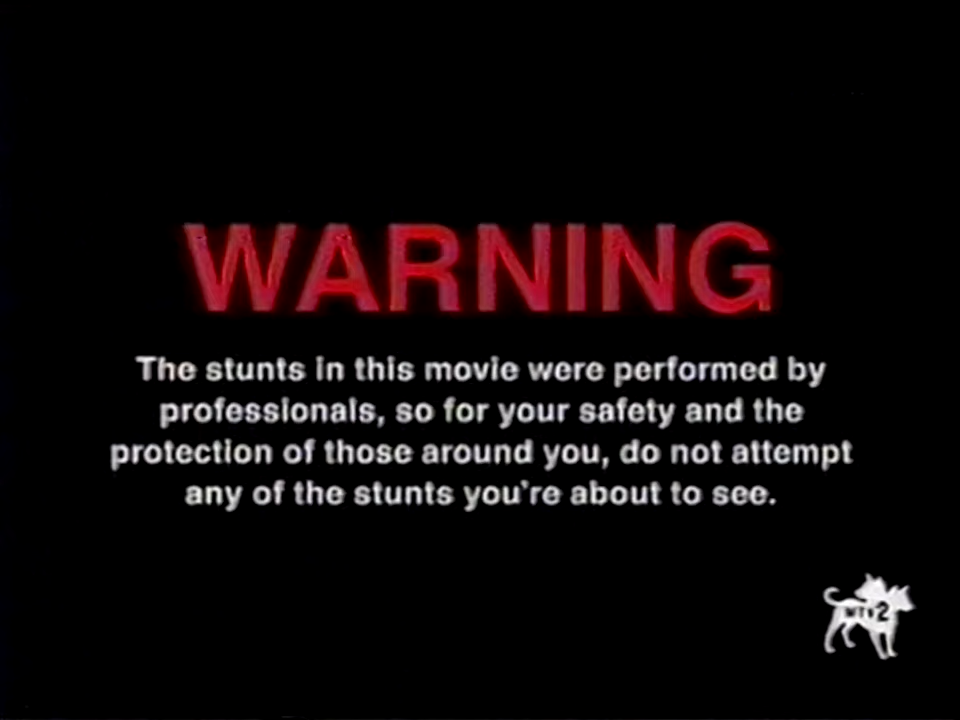 WARNING
The stunts in this movie were performed by
professionals, so for your safety and the
protection of those around you, do not attempt
any of the stunts you're about to see.
MTV2